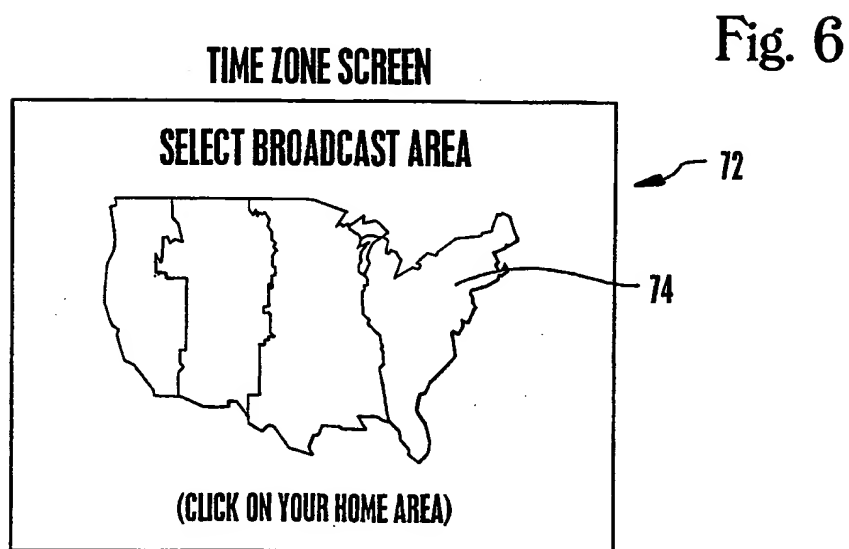 Fig. 6
TIME ZONE SCREEN
SELECT BROADCAST AREA
72
74
(CLICK ON YOUR HOME AREA)